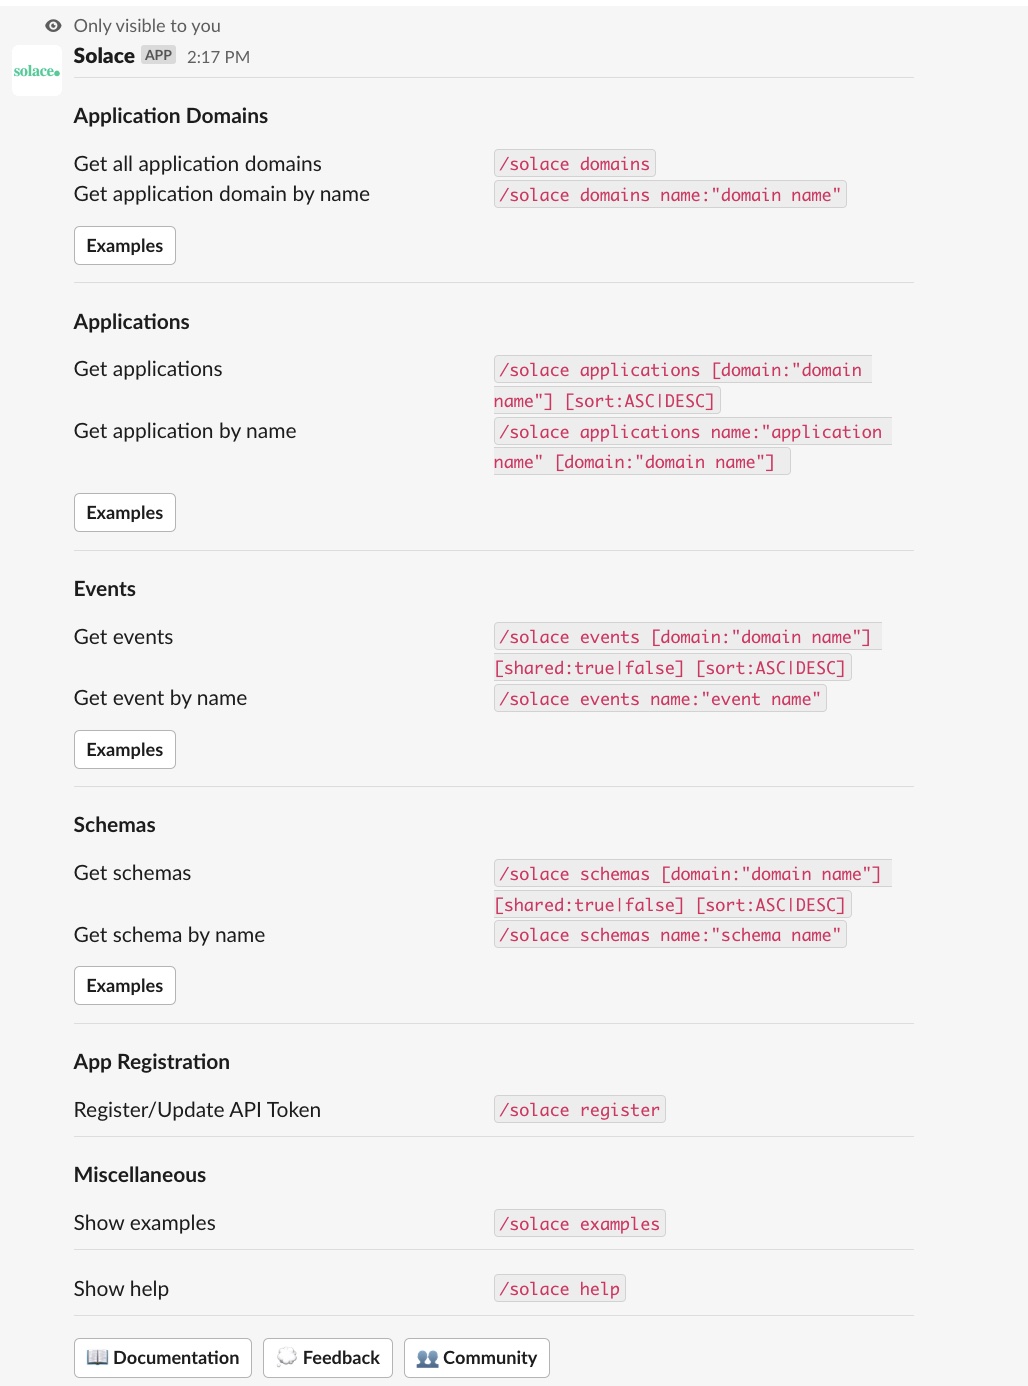 Only visible to you
solace.
Solace APP 2:17 PM
Application Domains
Get all application domains /solace domains
Get application domain by name /solace domains name:"domain name"
Examples
Applications
Get applications /solace applications [domain:"domain
name"] [sort:ASC|DESC]
Get application by name /solace applications name:"application
name" [domain:"domain name"]
Examples
Events
Get events /solace events [domain:"domain name"]
[shared:true|false] [sort:ASC|DESC]
Get event by name /solace events name:"event name"
Examples
Schemas
Get schemas /solace schemas [domain:"domain name"]
[shared:true|false] [sort:ASC|DESC]
Get schema by name /solace schemas name:"schema name"
Examples
App Registration
Register/Update API Token /solace register
Miscellaneous
Show examples /solace examples
Show help /solace help
Documentation Feedback Community